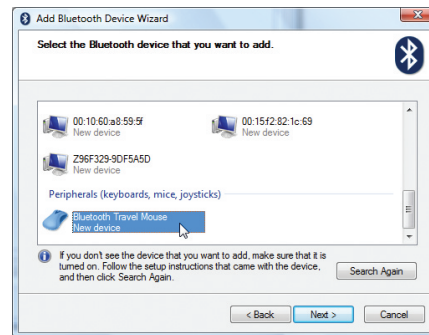 Add Bluetooth Device Wizard
Select the Bluetooth device that you want to add.
00:10:60:a8:59:5f
New device
00:15f2:82:1c:69
New device
Z96F329-9DF5A5D
New device
Peripherals (keyboards, mice, joysticks)
Bluetooth Travel Mouse
New device
If you don't see the device that you want to add, make sure that it is
turned on. Follow the setup instructions that came with the device,
and then click Search Again.
Search Again
< Back
Next >
Cancel